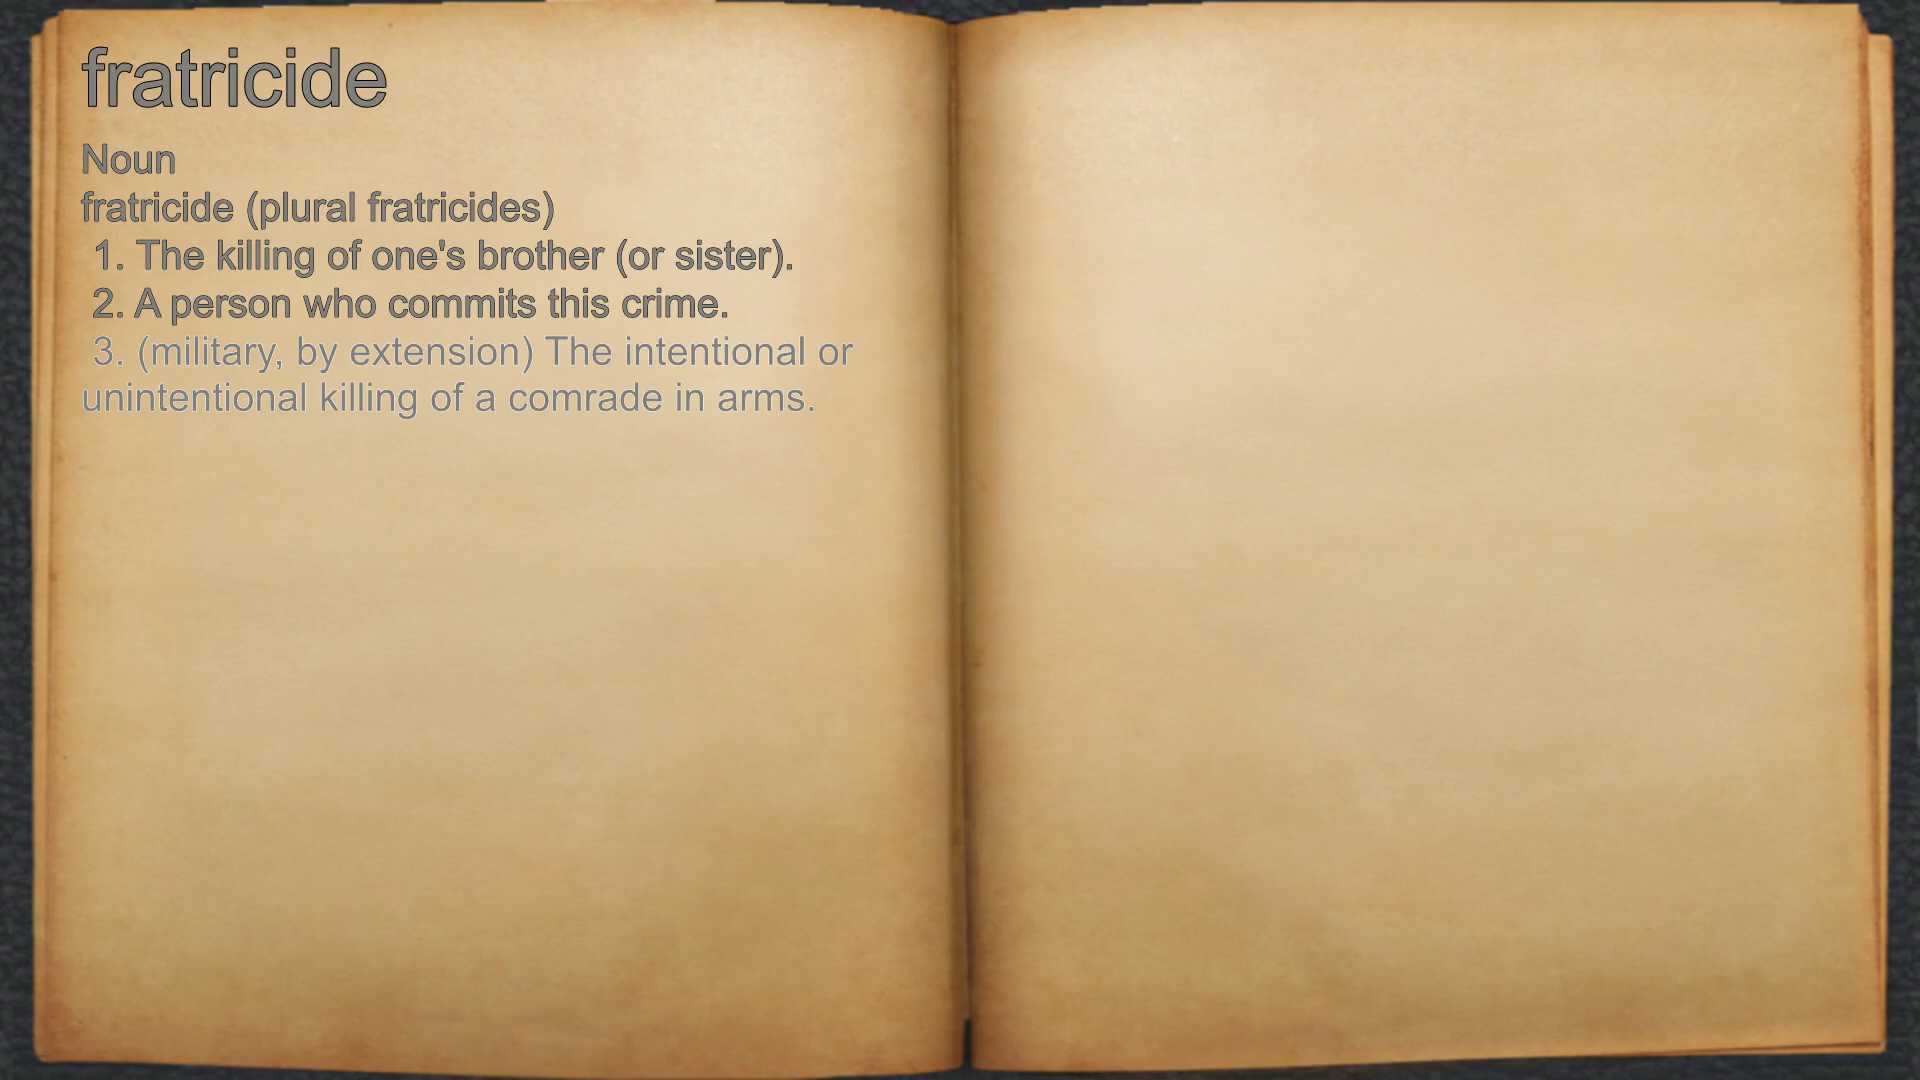 fratricide
Noun
fratricide (plural fratricides)
1. The killing of one's brother (or sister).
2. A person who commits this crime.
3. (military, by extension) The intentional or
unintentional killing of a comrade in arms.